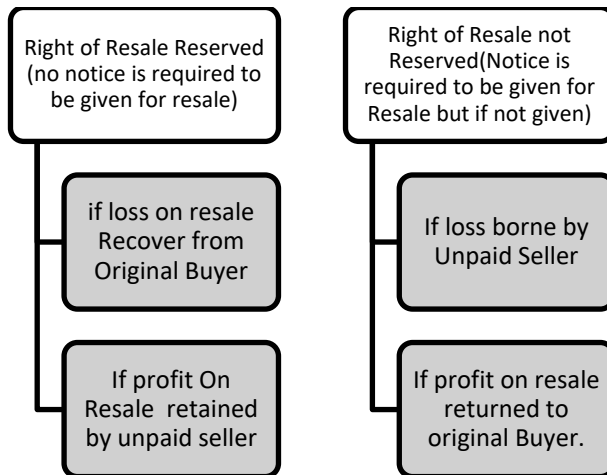 Right of Resale Reserved
(no notice is required to
be given for resale)
if loss on resale
Recover from
Original Buyer
If profit On
Resale retained
by unpaid seller
Right of Resale not
Reserved(Notice is
required to be given for
Resale but if not given)
If loss borne by
Unpaid Seller
If profit on resale
returned to
original Buyer.